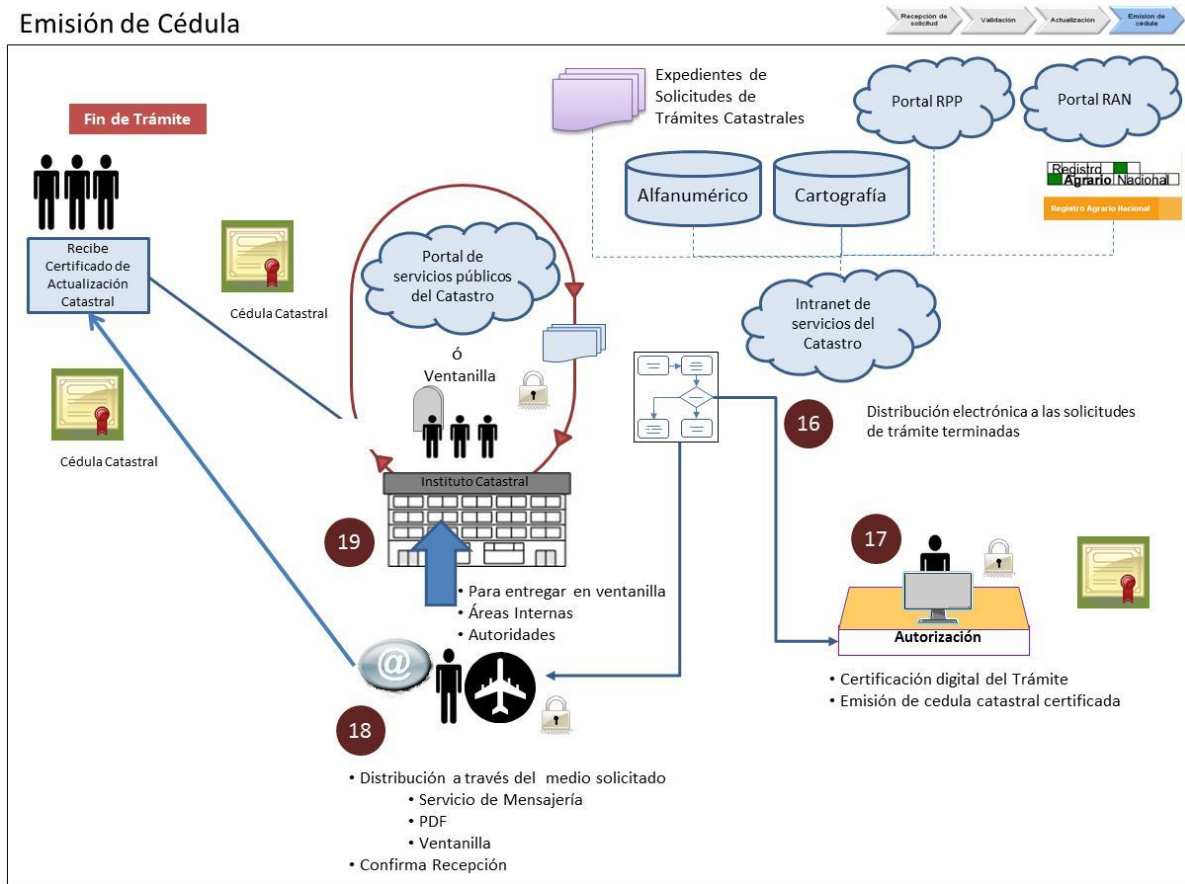 Emisión de Cédula
Recepción de
solicitud
Validación
Actualización
Emisión de
cédula
Fin de Trámite
Expedientes de
Solicitudes de
Trámites Catastrales
Portal RPP
Portal RAN
Registro
Agrario Nacional
Registro Agrario Nacional
Alfanumérico
Cartografía
Recibe
Certificado de
Actualización
Catastral
Cédula Catastral
Portal de
servicios públicos
del Catastro
ó
Ventanilla
Intranet de
servicios del
Catastro
Cédula Catastral
16
Distribución electrónica a las solicitudes
de trámite terminadas
Instituto Catastral
19
17
• Para entregar en ventanilla
• Áreas Internas
• Autoridades
Autorización
• Certificación digital del Trámite
• Emisión de cedula catastral certificada
@
18
• Distribución a través del medio solicitado
• Servicio de Mensajería
• PDF
• Ventanilla
• Confirma Recepción